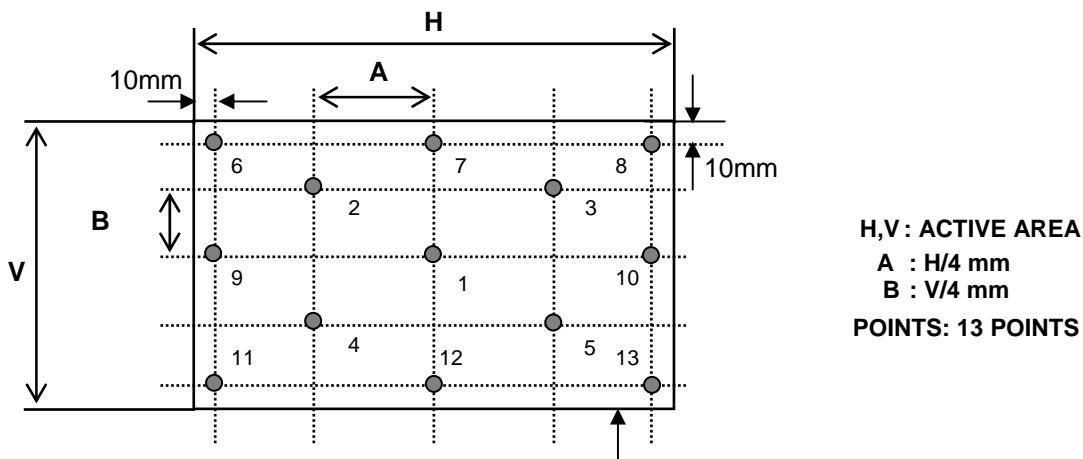 H
A
10mm
6
7
8
10mm
2
3
B
H,V : ACTIVE AREA
V
9
1
10
A : H/4 mm
B : V/4 mm
POINTS: 13 POINTS
4
5
11
12
13